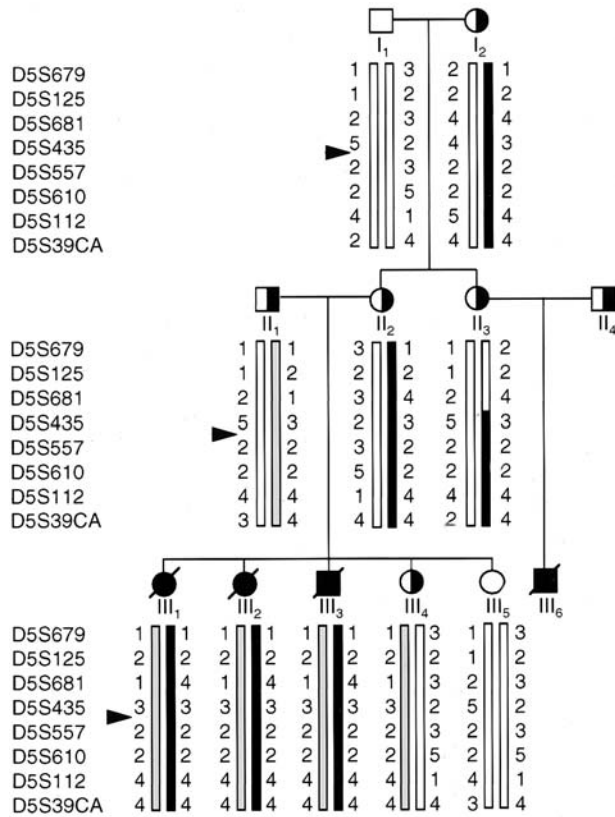 I1 I2
D5S679 1 3 2 1
D5S125 1 2 2 2
D5S681 2 3 4 4
D5S435 5 2 4 3
D5S557 2 3 2 2
D5S610 2 5 2 2
D5S112 4 1 5 4
D5S39CA 2 4 4 4
II1 II2 II3 II4
D5S679 1 1 3 1 1 2
D5S125 1 2 2 2 1 2
D5S681 2 1 3 4 2 4
D5S435 5 3 2 3 5 3
D5S557 2 2 3 2 2 2
D5S610 2 2 5 2 2 2
D5S112 4 4 1 4 4 4
D5S39CA 3 4 4 4 2 4
III1 III2 III3 III4 III5 III6
D5S679 1 1 1 1 1 1 1 3 1 3
D5S125 2 2 2 2 2 2 2 2 1 2
D5S681 1 4 1 4 1 4 1 3 2 3
D5S435 3 3 3 3 3 3 3 2 5 2
D5S557 2 2 2 2 2 2 2 3 2 3
D5S610 2 2 2 2 2 2 2 5 2 5
D5S112 4 4 4 4 4 4 4 1 4 1
D5S39CA 4 4 4 4 4 4 4 4 3 4